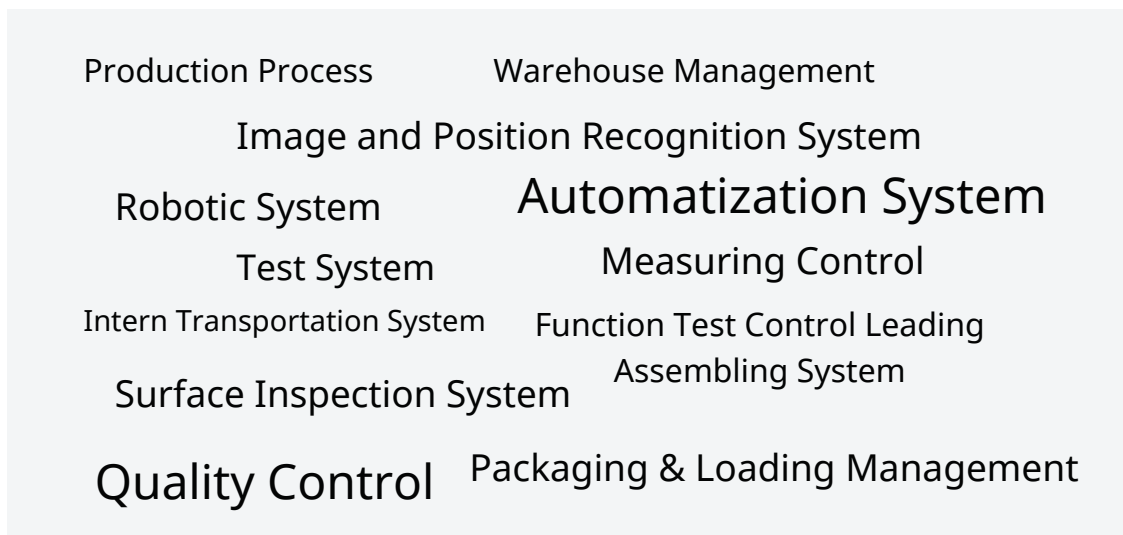 Production Process
Warehouse Management
Image and Position Recognition System
Automatization System
Robotic System
Measuring Control
Test System
Intern Transportation System
Function Test Control Leading
Assembling System
Surface Inspection System
Packaging & Loading Management
Quality Control